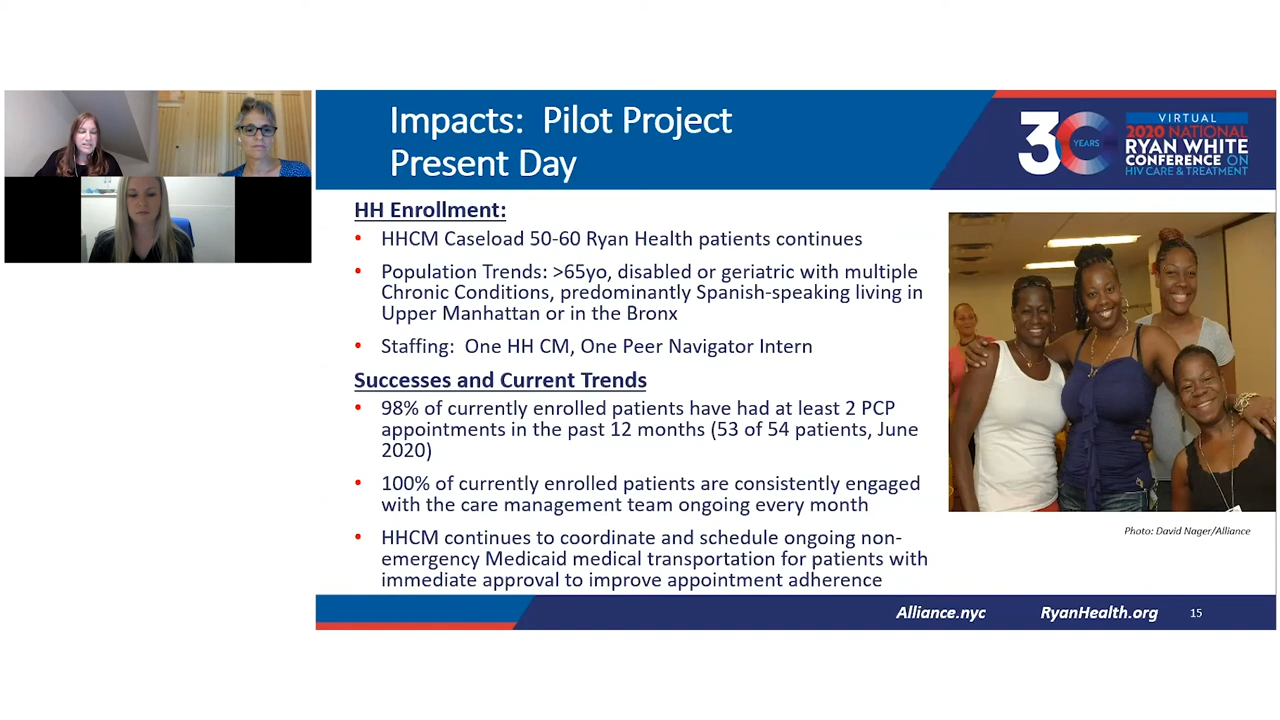 Impacts: Pilot Project
Present Day
30
YEARS
VIRTUAL
2020 NATIONAL
RYAN WHITE
CONFERENCE ON
HIV CARE & TREATMENT
HH Enrollment:
• HHCM Caseload 50-60 Ryan Health patients continues
• Population Trends: >65yo, disabled or geriatric with multiple
Chronic Conditions, predominantly Spanish-speaking living in
Upper Manhattan or in the Bronx
• Staffing: One HH CM, One Peer Navigator Intern
Successes and Current Trends
• 98% of currently enrolled patients have had at least 2 PCP
appointments in the past 12 months (53 of 54 patients, June
2020)
• 100% of currently enrolled patients are consistently engaged
with the care management team ongoing every month
• HHCM continues to coordinate and schedule ongoing non-
emergency Medicaid medical transportation for patients with
immediate approval to improve appointment adherence
Photo: David Nager/Alliance
Alliance.nyc
RyanHealth.org
15